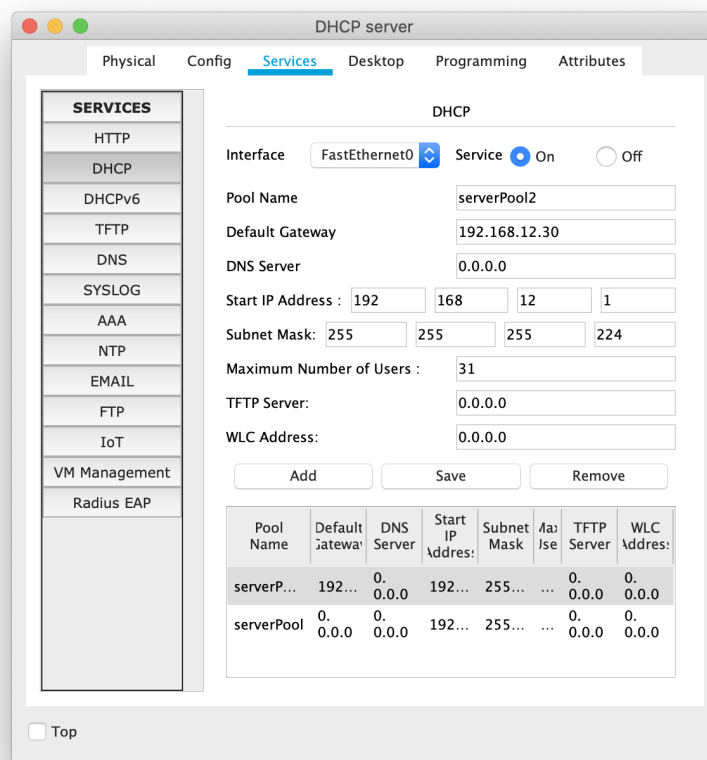 DHCP server
Physical Config Services Desktop Programming Attributes
SERVICES
HTTP
DHCP
DHCPv6
TFTP
DNS
SYSLOG
AAA
NTP
EMAIL
FTP
IoT
VM Management
Radius EAP
DHCP
Interface FastEthernet0 Service On Off
Pool Name serverPool2
Default Gateway 192.168.12.30
DNS Server 0.0.0.0
Start IP Address : 192 168 12 1
Subnet Mask: 255 255 255 224
Maximum Number of Users : 31
TFTP Server: 0.0.0.0
WLC Address: 0.0.0.0
Add Save Remove
Pool Name Default DNS Server Start IP Subnet Mask TFTP Server WLC
serverP... 192... 0.0.0.0 192... 255... ... 0.0.0.0 0.0.0.0
serverPool 0.0.0.0 0.0.0.0 192... 255... ... 0.0.0.0 0.0.0.0
Top